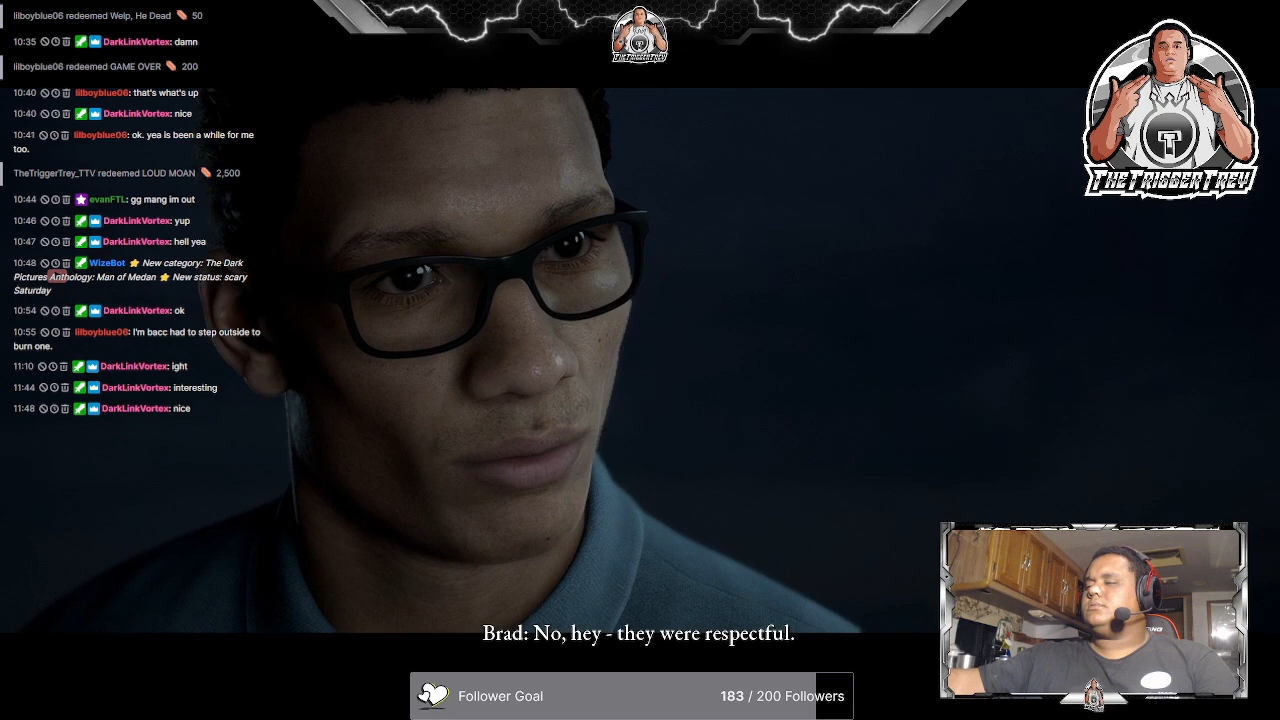 lilboyblue06 redeemed Welp, He Dead 50
10:35 DarkLinkVortex: damn
lilboyblue06 redeemed GAME OVER 200
10:40 lilboyblue06: that's what's up
10:40 DarkLinkVortex: nice
10:41 lilboyblue06: ok. yea is been a while for me
too.
TheTriggerTrey_TTV redeemed LOUD MOAN 2,500
10:44 evanFTL: gg mang im out
10:46 DarkLinkVortex: yup
10:47 DarkLinkVortex: hell yea
10:48 WizeBot New category: The Dark
Pictures Anthology: Man of Medan New status: scary
Saturday
10:54 DarkLinkVortex: ok
10:55 lilboyblue06: I'm bacc had to step outside to
burn one.
11:10 DarkLinkVortex: ight
11:44 DarkLinkVortex: interesting
11:48 DarkLinkVortex: nice
THETRIGGERTREY
T
THETRIGGERTREY
Brad: No, hey - they were respectful.
Follower Goal 183 / 200 Followers